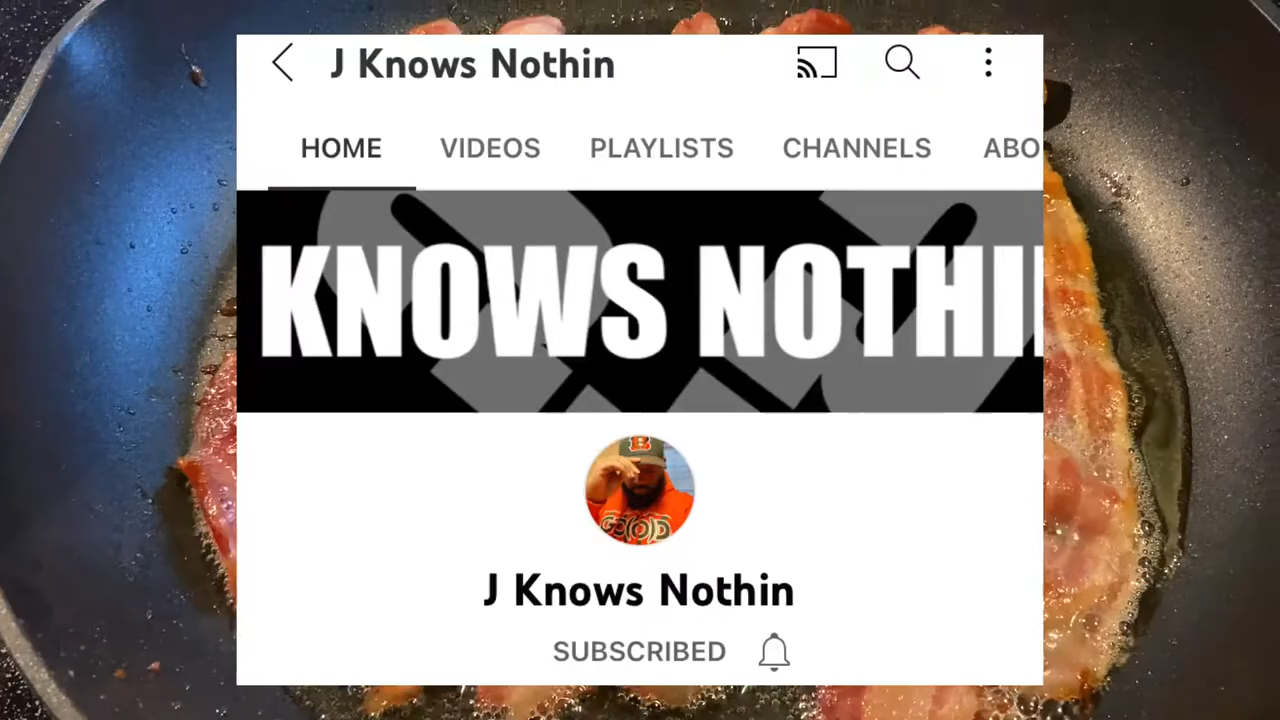 J Knows Nothin
HOME VIDEOS PLAYLISTS CHANNELS ABO
KNOWS NOTHI
J Knows Nothin
SUBSCRIBED